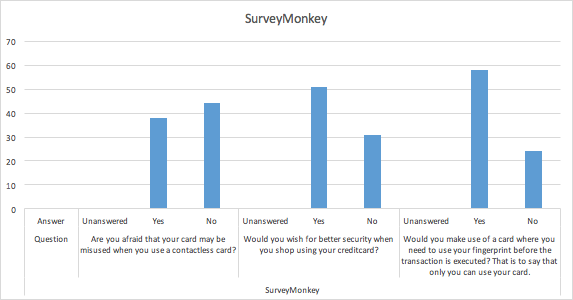 SurveyMonkey
70
60
50
40
30
20
10
0
Answer Unanswered Yes No Unanswered Yes No Unanswered Yes No
Question
Are you afraid that your card may be
misused when you use a contactless card?
Would you wish for better security when
you shop using your creditcard?
Would you make use of a card where you
need to use your fingerprint before the
transaction is executed? That is to say that
only you can use your card.
SurveyMonkey